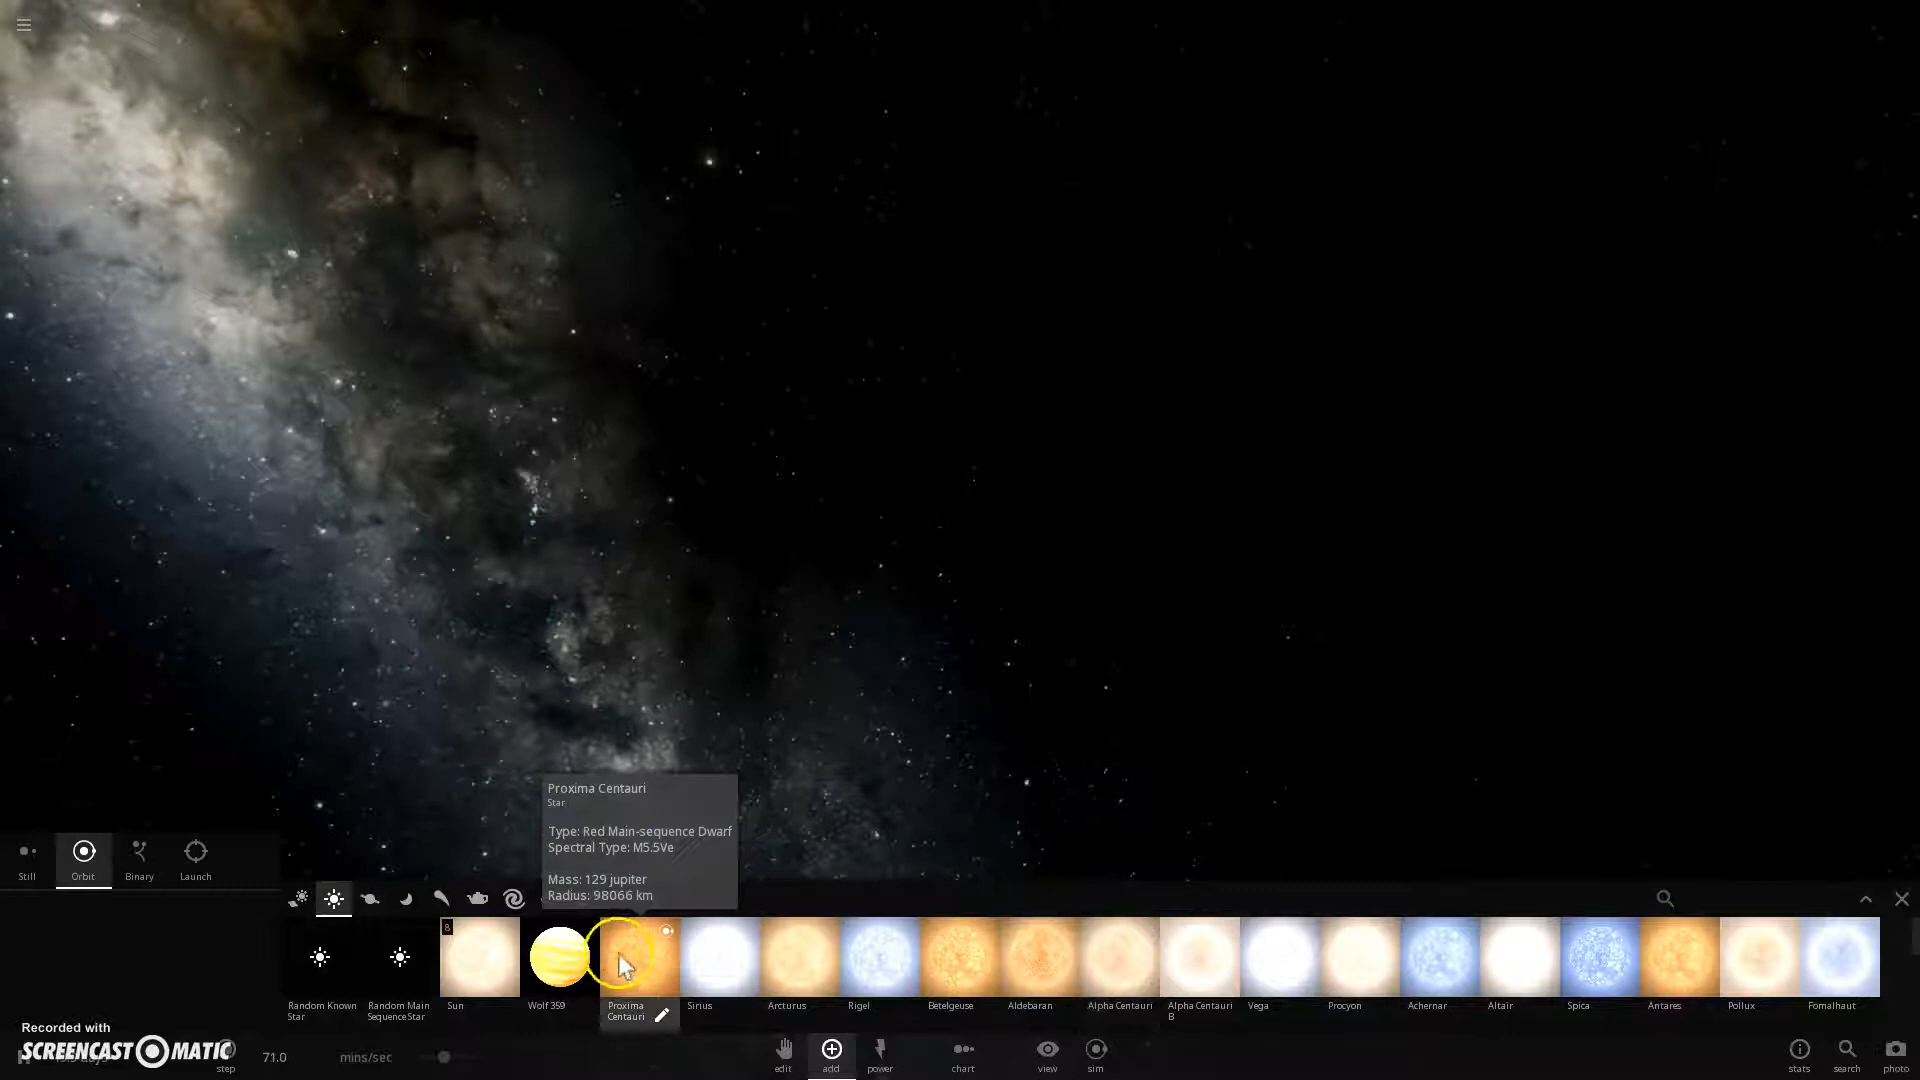 Proxima Centauri
Star
Type: Red Main-sequence Dwarf
Spectral Type: M5.5Ve
Mass: 129 jupiter
Radius: 98066 km
Still
Orbit
Binary
Launch
8
Random Known
Star
Random Main
Sequence Star
Sun
Wolf 359
Proxima
Centauri
Sirius
Arcturus
Rigel
Betelgeuse
Aldebaran
Alpha Centauri
Alpha Centauri
B
Vega
Procyon
Achernar
Altair
Spica
Antares
Pollux
Fomalhaut
Recorded with
SCREENCAST MATIC
step
71.0
mins/sec
edit
add
power
chart
view
sim
stats
search
photo